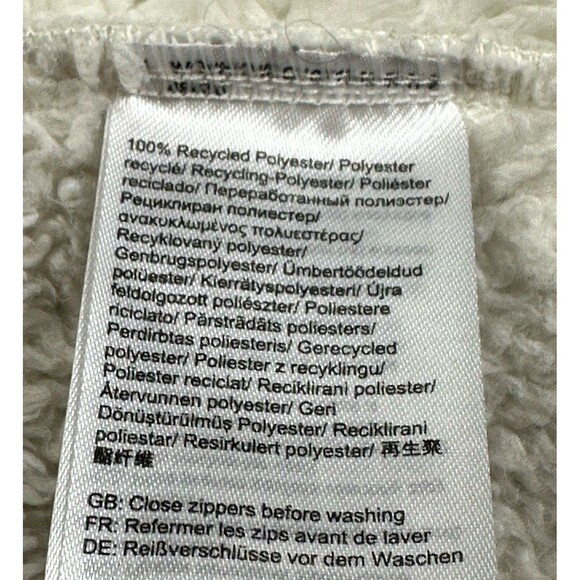 100% Recycled Polyester/ Polyester
recyclé/ Recycling-Polyester/ Poliéster
reciclado/ Переработанный полиэстер/
Рециклиран полиестер/
ανακυκλωμένος πολυεστέρας/
Recyklovaný polyester/
Genbrugspolyester/ Ümbertöödeldud
polüester/ Kierrätyspolyesteri/ Újra
feldolgozott poliészter/ Poliestere
riciclato/ Pārstrādāts poliesters/
Perdirbtas poliesteris/ Gerecycled
polyester/ Poliester z recyklingu/
Poliester reciclat/ Reciklirani poliester/
Återvunnen polyester/ Geri
Dönüştürülmüş Polyester/ Reciklirani
poliestar/ Resirkulert polyester/ 再生聚
酯纤维
GB: Close zippers before washing
FR: Refermer les zips avant de laver
DE: Reißverschlüsse vor dem Waschen